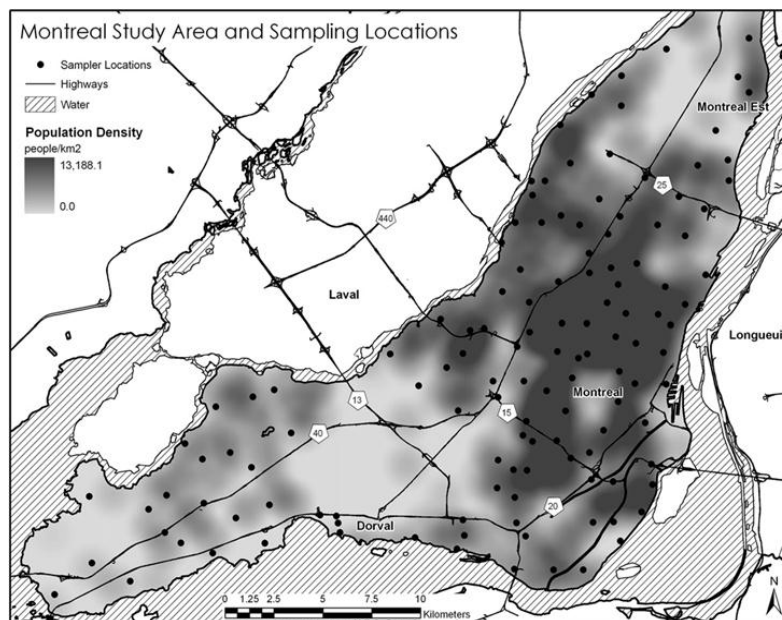 Montreal Study Area and Sampling Locations
Sampler Locations
Highways
Water
Population Density
people/km2
13,188.1
0.0
Montreal Est
25
440
Laval
Longueui
13
Montreal
15
40
20
Dorval
0 1.25 2.5 5 7.5 10
Kilometers
N